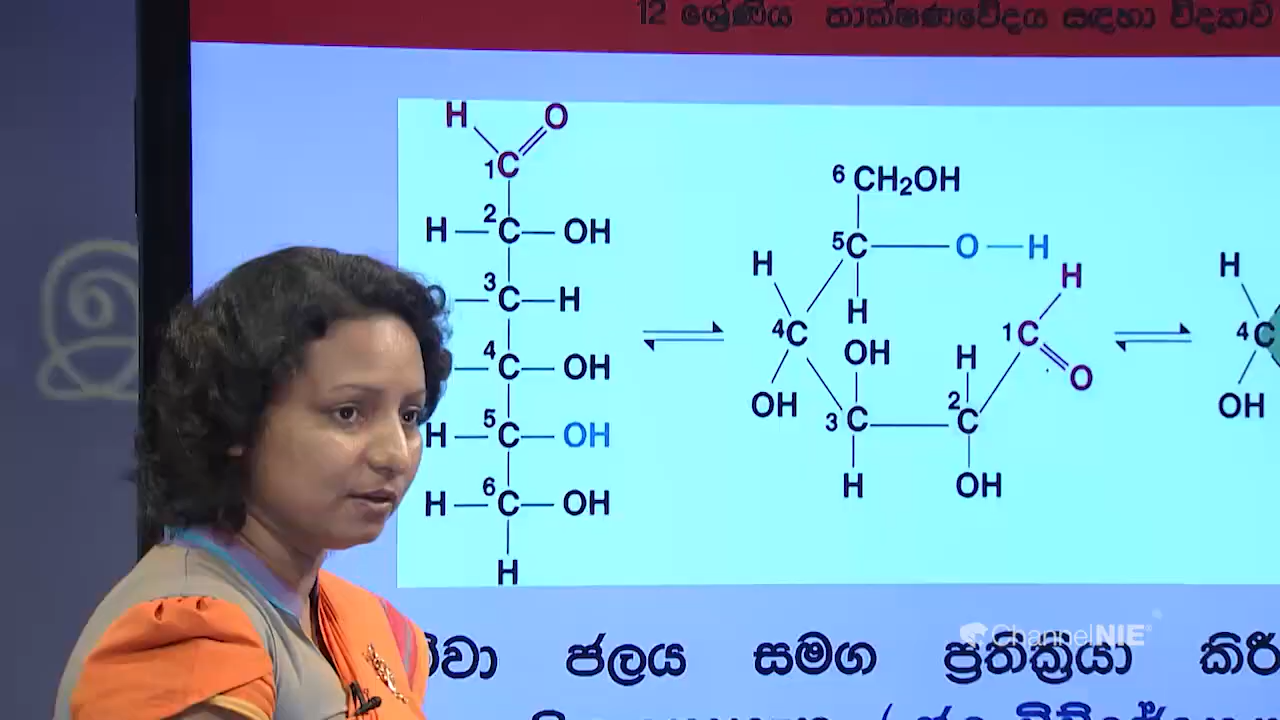 12 ශ්‍රේණිය තාක්ෂණවේදය සඳහා විද්‍යාව
H O
1C
H 2C OH
O 3C H
4C OH
H 5C OH
H 6C OH
H
6 CH2OH
5C O H
H H
H
4C 1C
OH H O
OH 3C 2C
H OH
H
4C
OH
ChannelNIE
ජලය සමග ප්‍රතික්‍රියා